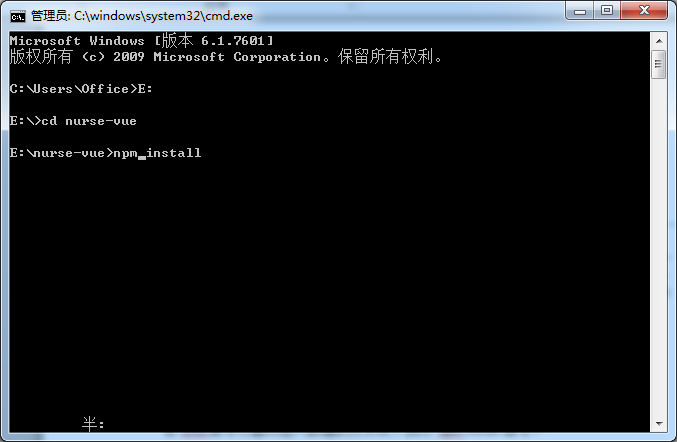 管理员: C:\windows\system32\cmd.exe
Microsoft Windows [版本 6.1.7601]
版权所有 (c) 2009 Microsoft Corporation。保留所有权利。
C:\Users\Office>E:
E:\>cd nurse-vue
E:\nurse-vue>npm install
半: